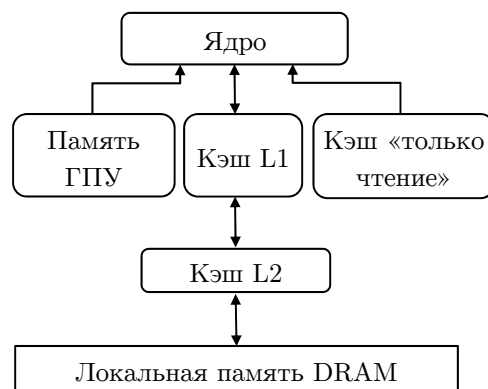 Ядро
Память
ГПУ
Кэш L1
Кэш «только
чтение»
Кэш L2
Локальная память DRAM